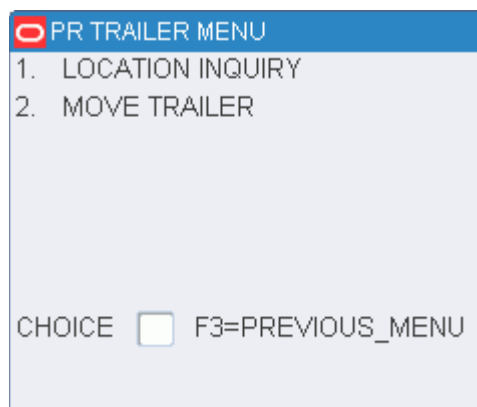 PR TRAILER MENU
1. LOCATION INQUIRY
2. MOVE TRAILER
CHOICE F3=PREVIOUS_MENU